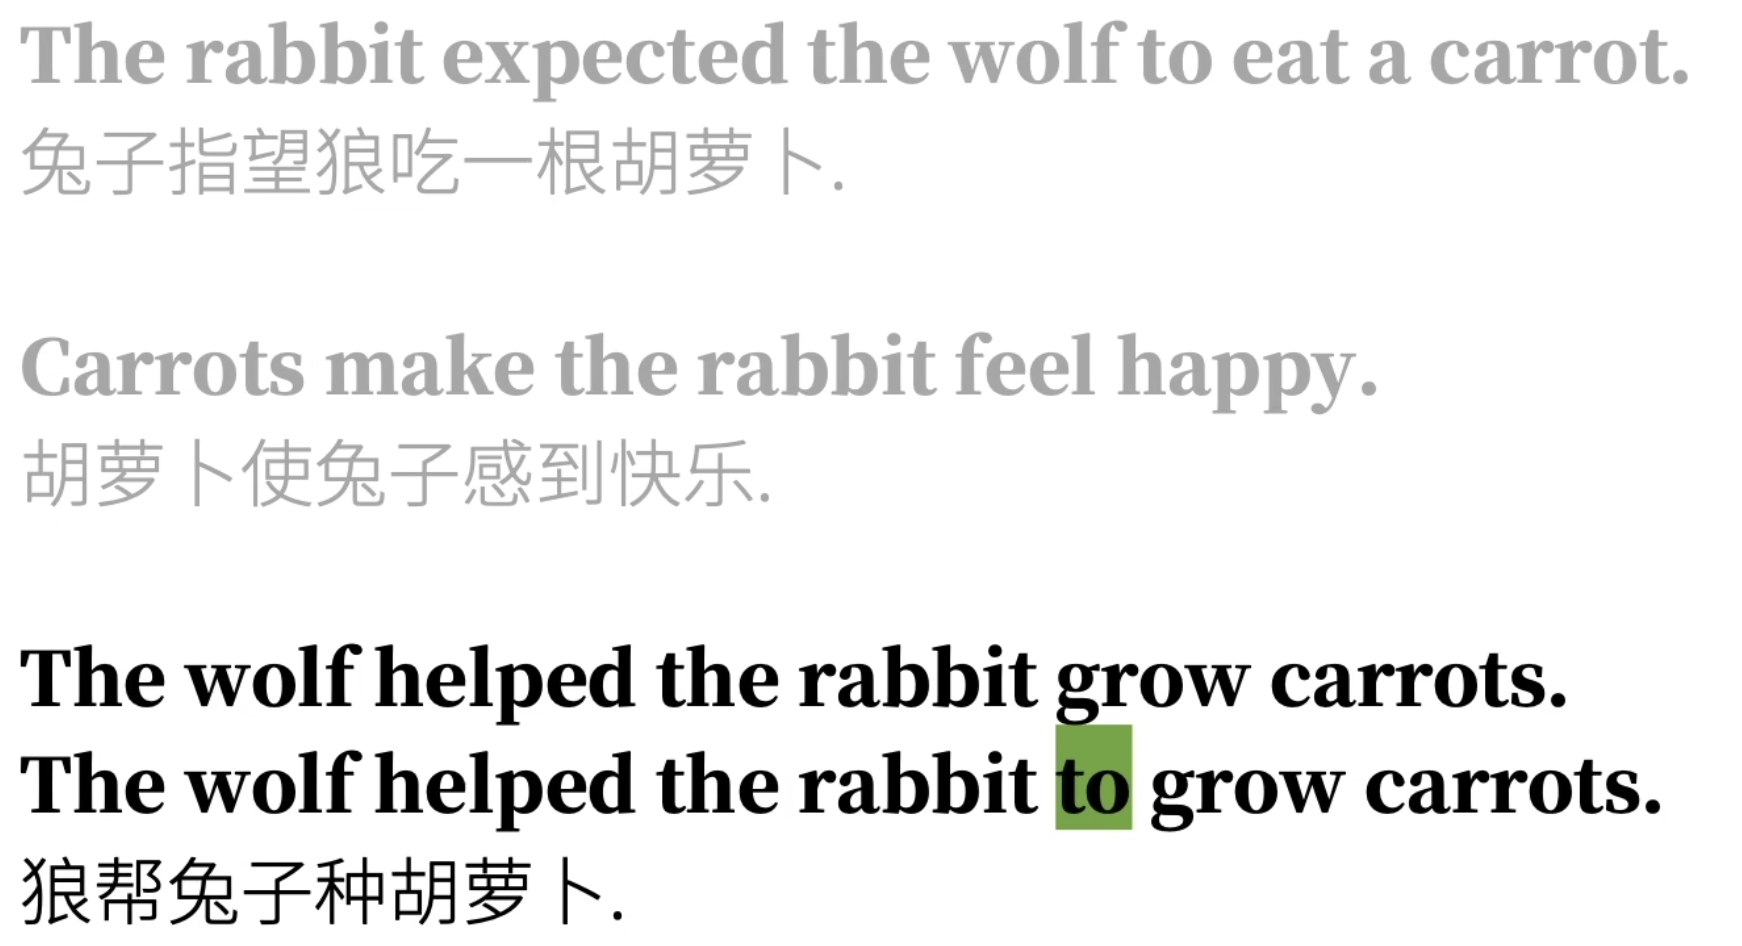 The rabbit expected the wolf to eat a carrot.
兔子指望狼吃一根胡萝卜.
Carrots make the rabbit feel happy.
胡萝卜使兔子感到快乐.
The wolf helped the rabbit grow carrots.
The wolf helped the rabbit to grow carrots.
狼帮兔子种胡萝卜.